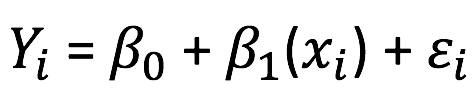 Yᵢ = β₀ + β₁(xᵢ) + εᵢ